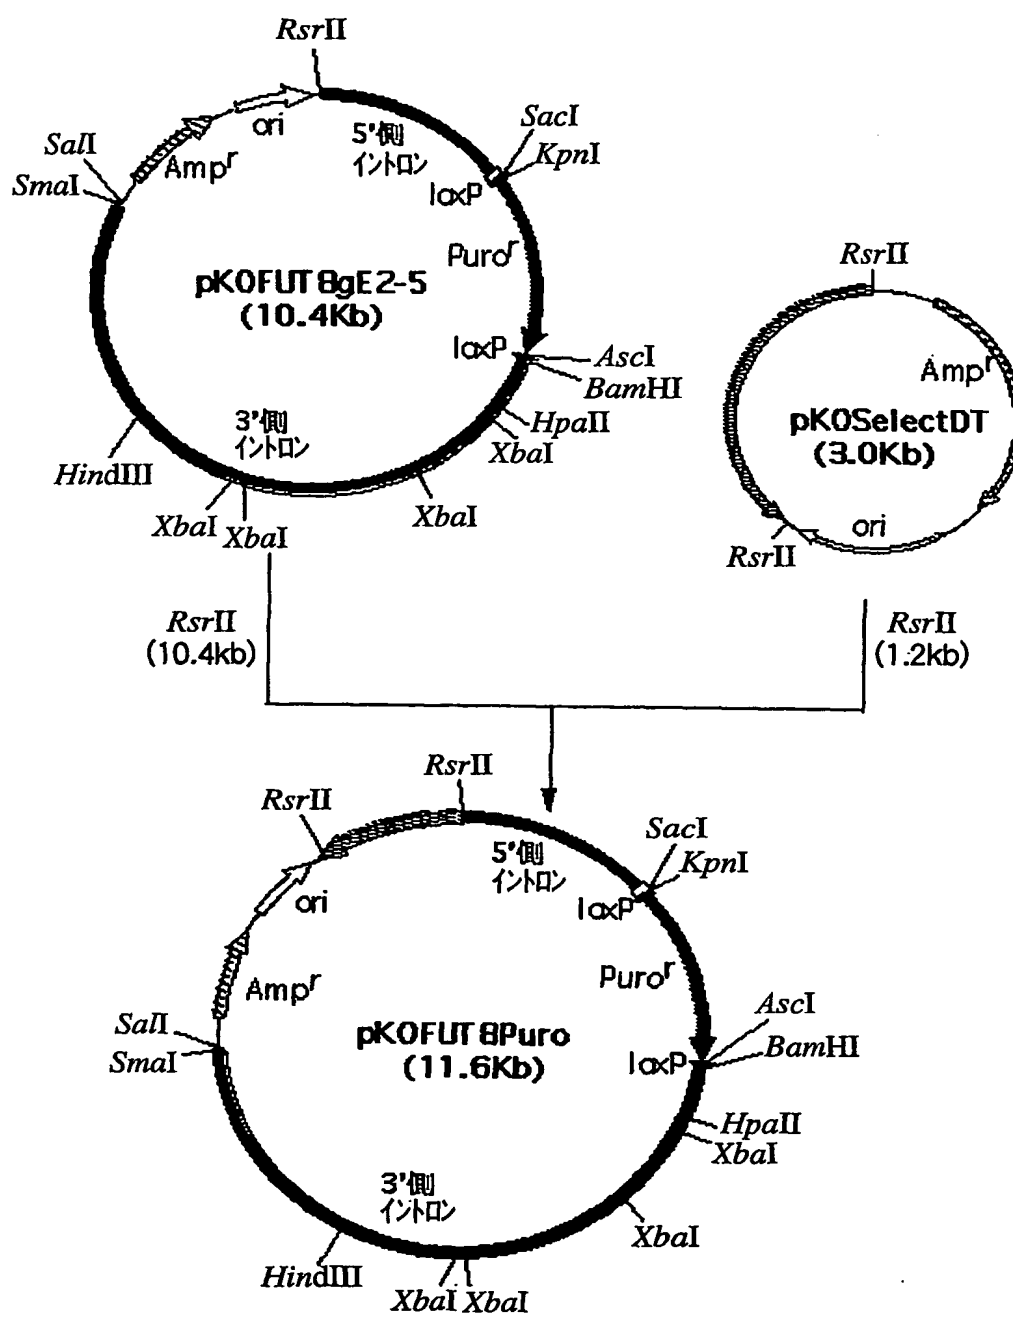 RsrII
SacI
KpnI
SalI
SmaI
ori
Ampʳ
5'側
イントロン
loxP
Puroʳ
pKOFUT8gE2-5
(10.4Kb)
loxP
AscI
BamHI
HpaII
XbaI
3'側
イントロン
HindIII
XbaI
XbaI
XbaI
RsrII
Ampʳ
pKOSelectDT
(3.0Kb)
ori
RsrII
RsrII
(10.4kb)
RsrII
(1.2kb)
RsrII
RsrII
SacI
KpnI
5'側
イントロン
loxP
ori
Puroʳ
Ampʳ
SalI
SmaI
pKOFUT8Puro
(11.6Kb)
AscI
loxP
BamHI
HpaII
XbaI
3'側
イントロン
XbaI
HindIII
XbaI
XbaI